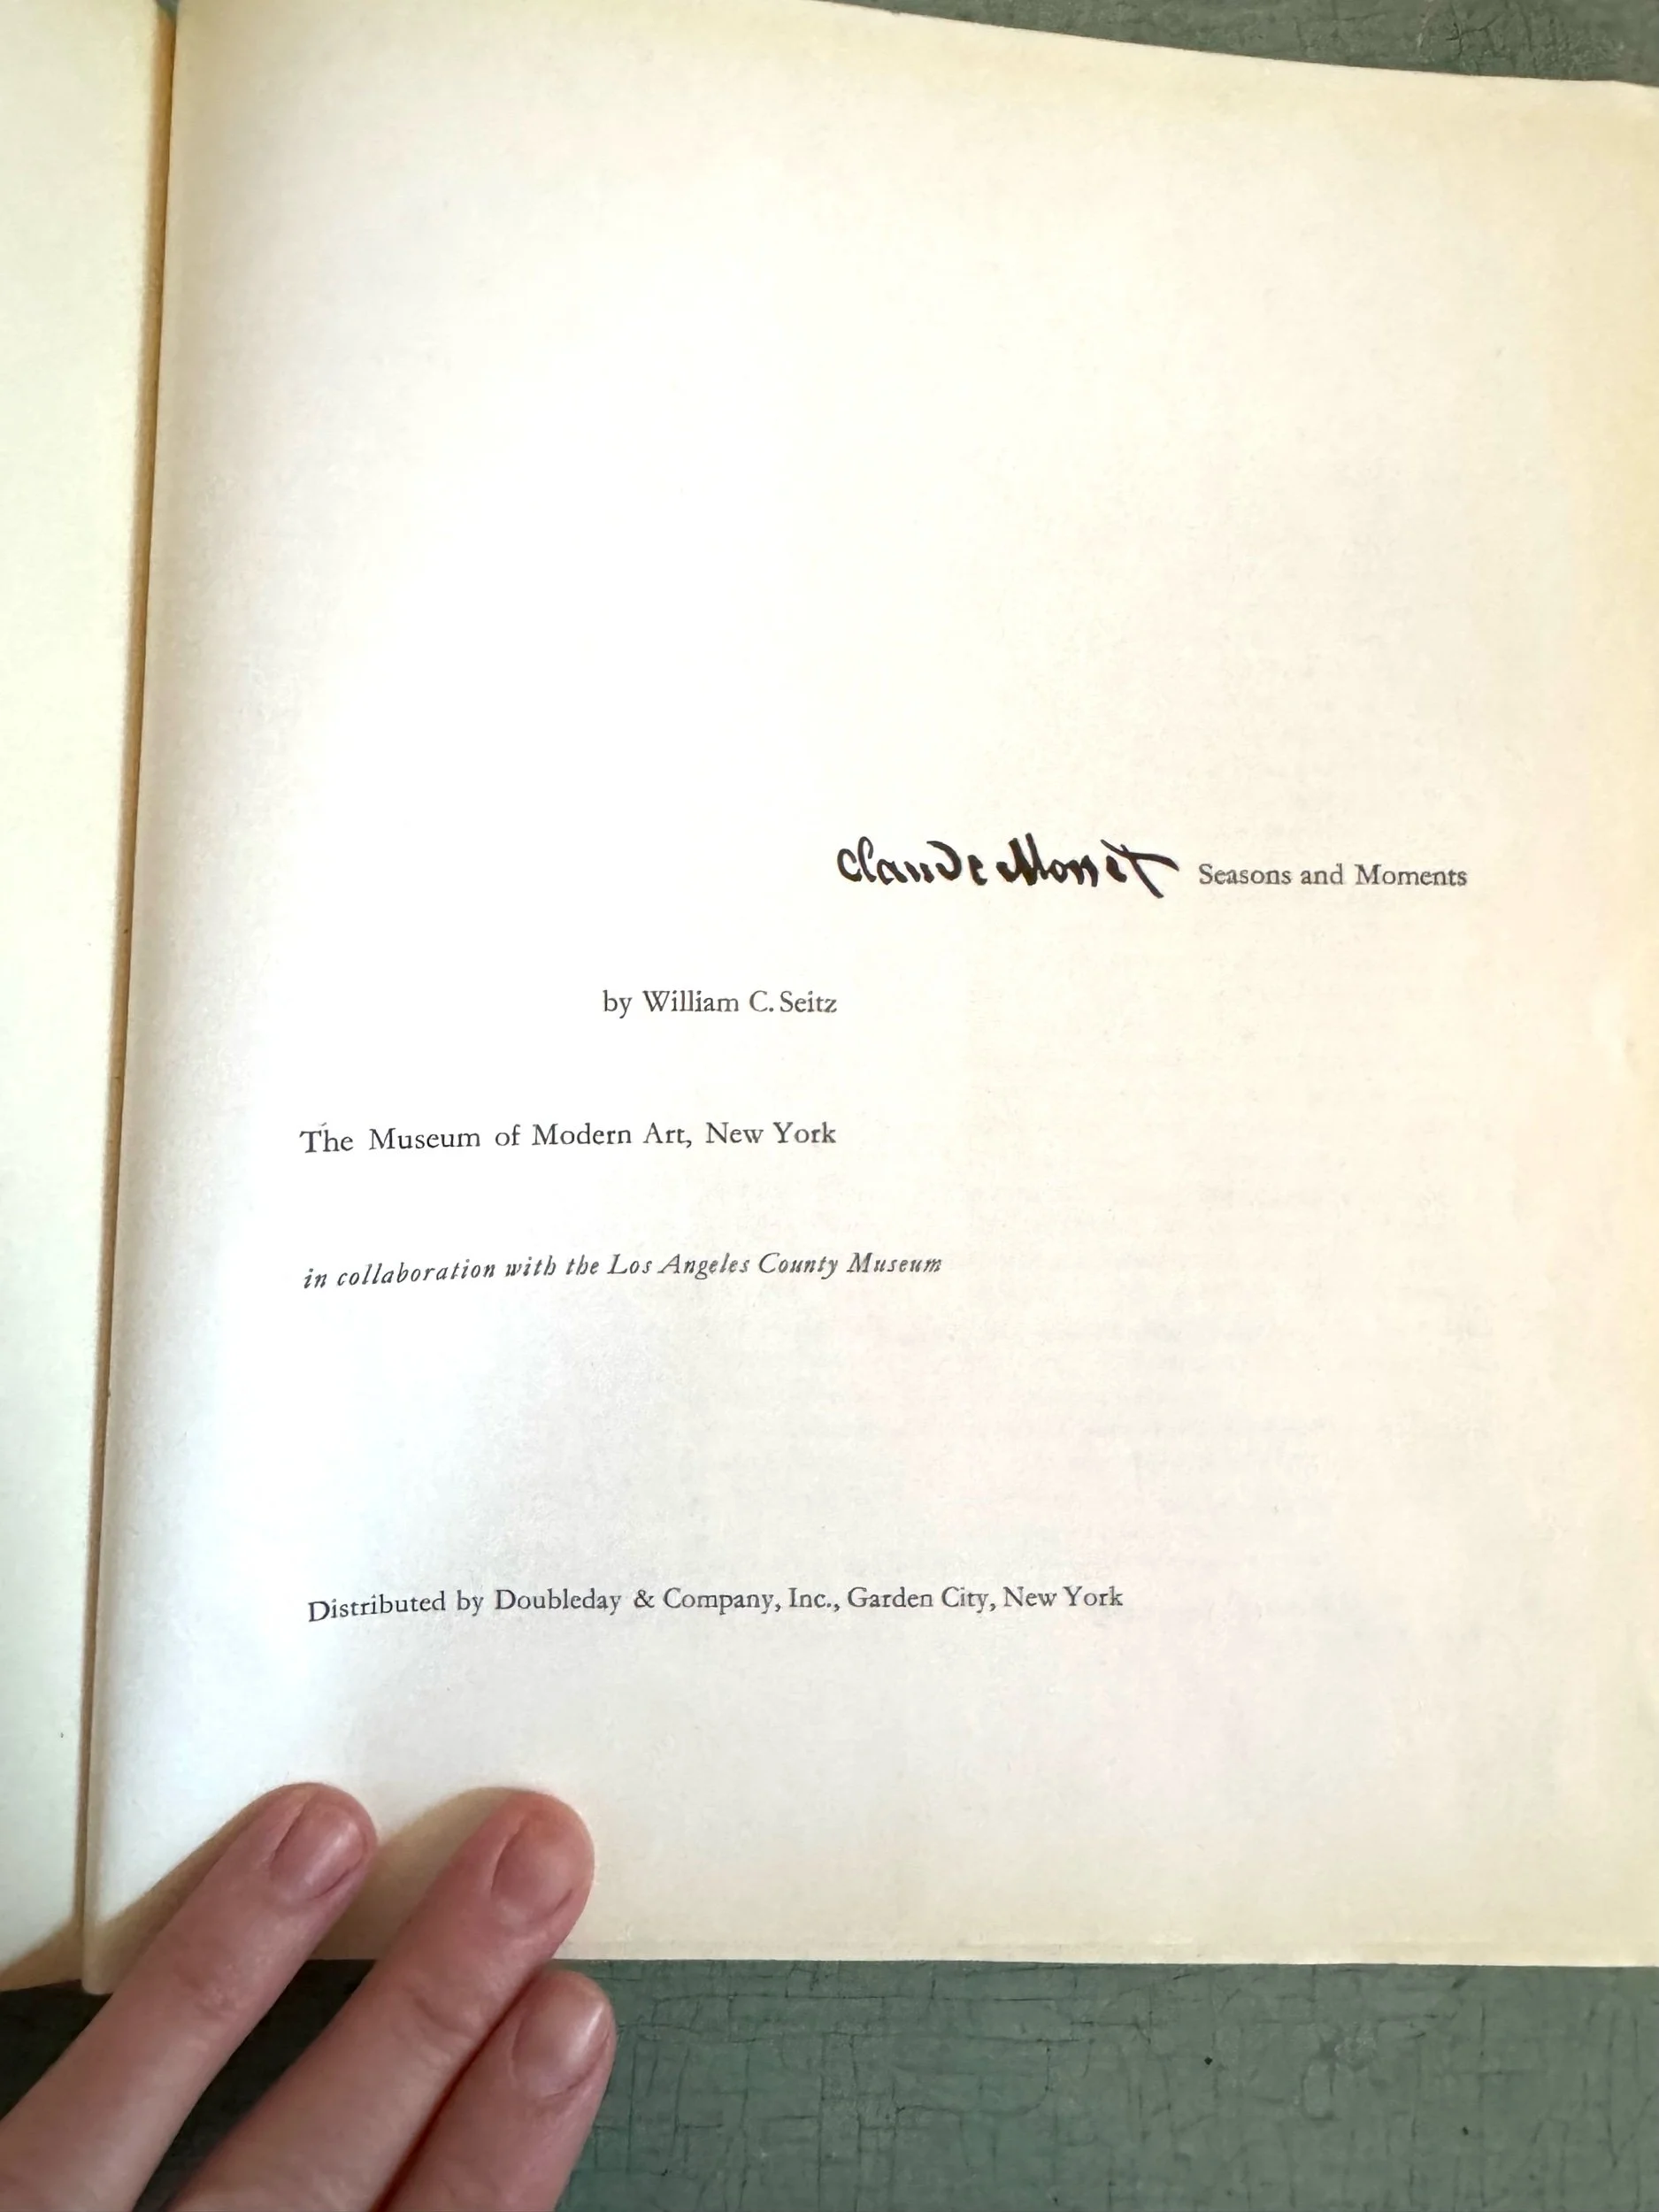 Claude Monet Seasons and Moments
by William C. Seitz
The Museum of Modern Art, New York
in collaboration with the Los Angeles County Museum
Distributed by Doubleday & Company, Inc., Garden City, New York